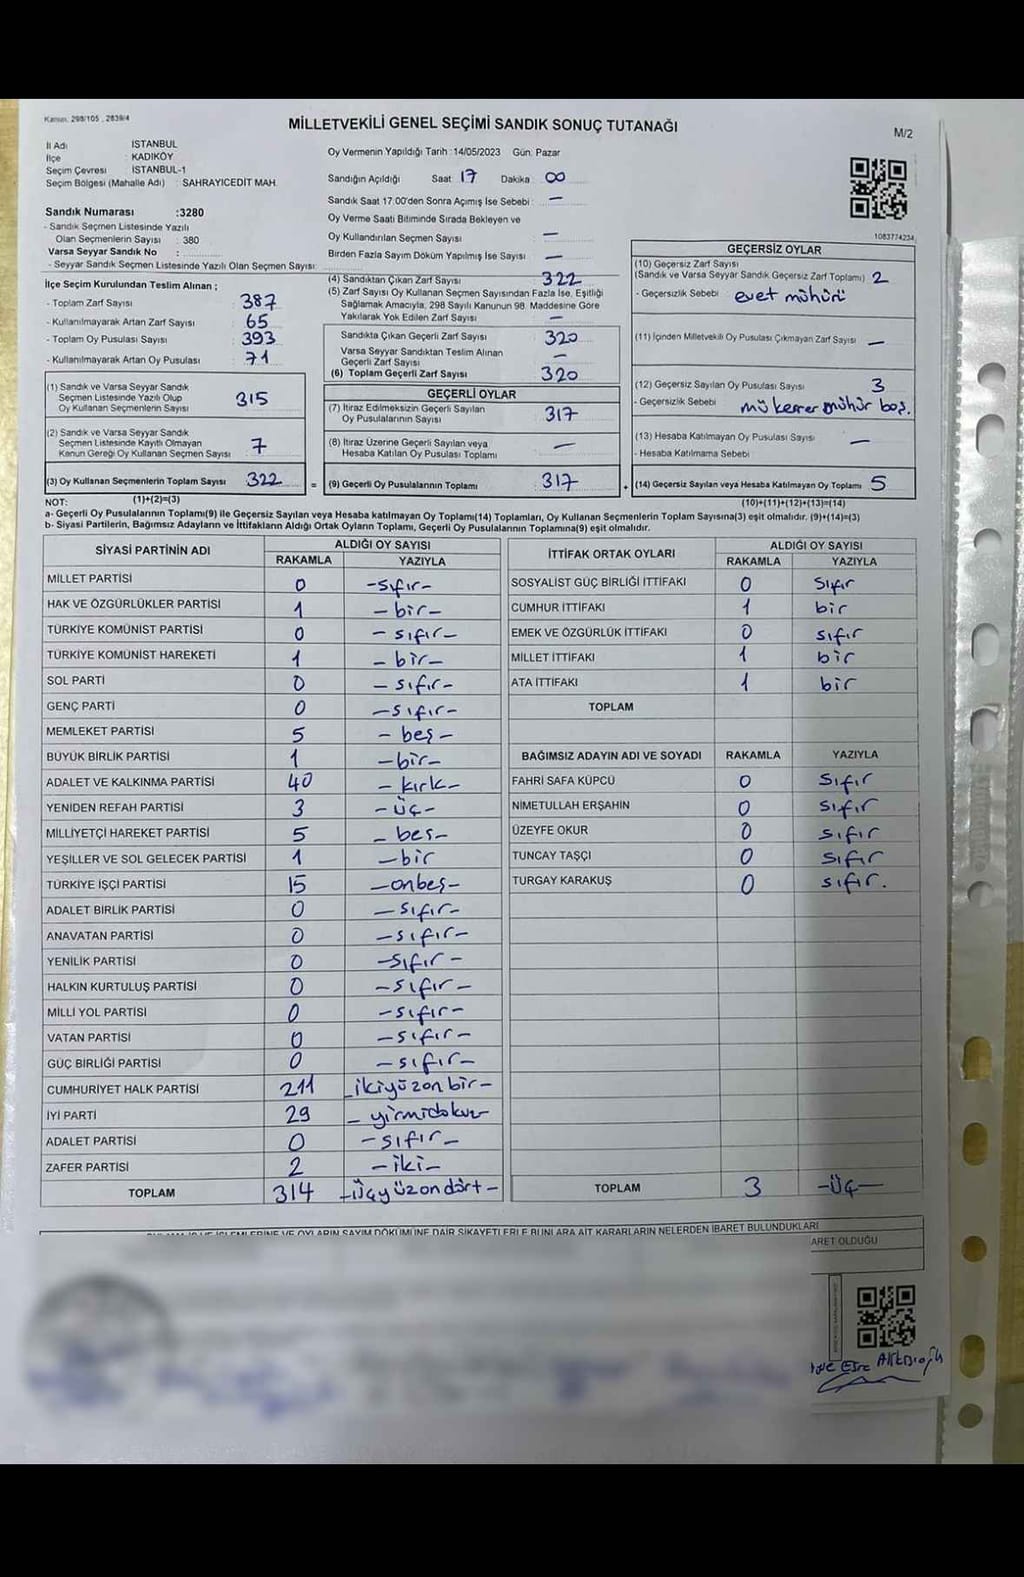 Kanun. 298/105 , 2839/4
MİLLETVEKİLİ GENEL SEÇİMİ SANDIK SONUÇ TUTANAĞI
M/2
İl Adı İSTANBUL
İlçe : KADIKÖY
Seçim Çevresi İSTANBUL-1
Seçim Bölgesi (Mahalle Adı) : SAHRAYICEDİT MAH.
Sandık Numarası :3280
- Sandık Seçmen Listesinde Yazılı
Olan Seçmenlerin Sayısı : 380
Varsa Seyyar Sandık No :
- Seyyar Sandık Seçmen Listesinde Yazılı Olan Seçmen Sayısı:
Oy Vermenin Yapıldığı Tarih :14/05/2023 Gün: Pazar
Sandığın Açıldığı Saat: 17 Dakika : 00
Sandık Saat 17.00'den Sonra Açımış İse Sebebi : —
Oy Verme Saati Bitiminde Sırada Bekleyen ve
Oy Kullandırılan Seçmen Sayısı —
Birden Fazla Sayım Döküm Yapılmış İse Sayısı —
1083774234
İlçe Seçim Kurulundan Teslim Alınan ;
- Toplam Zarf Sayısı 387
- Kullanılmayarak Artan Zarf Sayısı 65
- Toplam Oy Pusulası Sayısı 393
- Kullanılmayarak Artan Oy Pusulası 71
(1) Sandık ve Varsa Seyyar Sandık
Seçmen Listesinde Yazılı Olup
Oy Kullanan Seçmenlerin Sayısı 315
(2) Sandık ve Varsa Seyyar Sandık
Seçmen Listesinde Kayıtlı Olmayan
Kanun Gereği Oy Kullanan Seçmen Sayısı 7
(3) Oy Kullanan Seçmenlerin Toplam Sayısı 322
(4) Sandıktan Çıkan Zarf Sayısı 322
(5) Zarf Sayısı Oy Kullanan Seçmen Sayısından Fazla İse, Eşitliği
Sağlamak Amacıyla, 298 Sayılı Kanunun 98. Maddesine Göre
Yakılarak Yok Edilen Zarf Sayısı —
Sandıkta Çıkan Geçerli Zarf Sayısı 320
Varsa Seyyar Sandıktan Teslim Alınan
Geçerli Zarf Sayısı —
(6) Toplam Geçerli Zarf Sayısı 320
GEÇERLİ OYLAR
(7) İtiraz Edilmeksizin Geçerli Sayılan
Oy Pusulalarının Sayısı 317
(8) İtiraz Üzerine Geçerli Sayılan veya
Hesaba Katılan Oy Pusulası Toplamı —
= (9) Geçerli Oy Pusulalarının Toplamı 317 +
GEÇERSİZ OYLAR
(10) Geçersiz Zarf Sayısı
(Sandık ve Varsa Seyyar Sandık Geçersiz Zarf Toplamı) 2
- Geçersizlik Sebebi evet mühürü
(11) İçinden Milletvekili Oy Pusulası Çıkmayan Zarf Sayısı —
(12) Geçersiz Sayılan Oy Pusulası Sayısı 3
- Geçersizlik Sebebi mükerrer mühür boş.
(13) Hesaba Katılmayan Oy Pusulası Sayısı —
- Hesaba Katılmama Sebebi
(14) Geçersiz Sayılan veya Hesaba Katılmayan Oy Toplamı 5
NOT: (1)+(2)=(3) (10)+(11)+(12)+(13)=(14)
a- Geçerli Oy Pusulalarının Toplamı(9) ile Geçersiz Sayılan veya Hesaba katılmayan Oy Toplamı(14) Toplamları, Oy Kullanan Seçmenlerin Toplam Sayısına(3) eşit olmalıdır. (9)+(14)=(3)
b- Siyasi Partilerin, Bağımsız Adayların ve İttifakların Aldığı Ortak Oyların Toplamı, Geçerli Oy Pusulalarının Toplamına(9) eşit olmalıdır.
SİYASİ PARTİNİN ADI ALDIĞI OY SAYISI
RAKAMLA YAZIYLA
MİLLET PARTİSİ 0 -sıfır-
HAK VE ÖZGÜRLÜKLER PARTİSİ 1 - bir-
TÜRKİYE KOMÜNİST PARTİSİ 0 - sıfır-
TÜRKİYE KOMÜNİST HAREKETİ 1 - bir-
SOL PARTİ 0 - sıfır-
GENÇ PARTİ 0 -sıfır-
MEMLEKET PARTİSİ 5 - beş-
BÜYÜK BİRLİK PARTİSİ 1 -bir-
ADALET VE KALKINMA PARTİSİ 40 - kırk-
YENİDEN REFAH PARTİSİ 3 - üç-
MİLLİYETÇİ HAREKET PARTİSİ 5 - bes-
YEŞİLLER VE SOL GELECEK PARTİSİ 1 -bir
TÜRKİYE İŞÇİ PARTİSİ 15 -onbeş-
ADALET BİRLİK PARTİSİ 0 -sıfır-
ANAVATAN PARTİSİ 0 -sıfır-
YENİLİK PARTİSİ 0 -sıfır-
HALKIN KURTULUŞ PARTİSİ 0 -sıfır-
MİLLİ YOL PARTİSİ 0 -sıfır-
VATAN PARTİSİ 0 -sıfır-
GÜÇ BİRLİĞİ PARTİSİ 0 -sıfır-
CUMHURİYET HALK PARTİSİ 211 -ikiyüzonbir-
İYİ PARTİ 29 - yirmidokuz
ADALET PARTİSİ 0 -sıfır-
ZAFER PARTİSİ 2 -iki-
TOPLAM 314 -üçyüzondört-
İTTİFAK ORTAK OYLARI ALDIĞI OY SAYISI
RAKAMLA YAZIYLA
SOSYALİST GÜÇ BİRLİĞİ İTTİFAKI 0 sıfır
CUMHUR İTTİFAKI 1 bir
EMEK VE ÖZGÜRLÜK İTTİFAKI 0 sıfır
MİLLET İTTİFAKI 1 bir
ATA İTTİFAKI 1 bir
TOPLAM
BAĞIMSIZ ADAYIN ADI VE SOYADI RAKAMLA YAZIYLA
FAHRİ SAFA KÜPCÜ 0 sıfır
NİMETULLAH ERŞAHİN 0 sıfır
ÜZEYFE OKUR 0 sıfır
TUNCAY TAŞÇI 0 sıfır
TURGAY KARAKUŞ 0 sıfır.
TOPLAM 3 -üç-
VE OYLARIN SAYIM DÖKÜMÜNE DAİR ŞİKAYETLERLE BUNLARA AİT KARARLARIN NELERDEN İBARET BULUNDUKLARI
ARET OLDUĞU